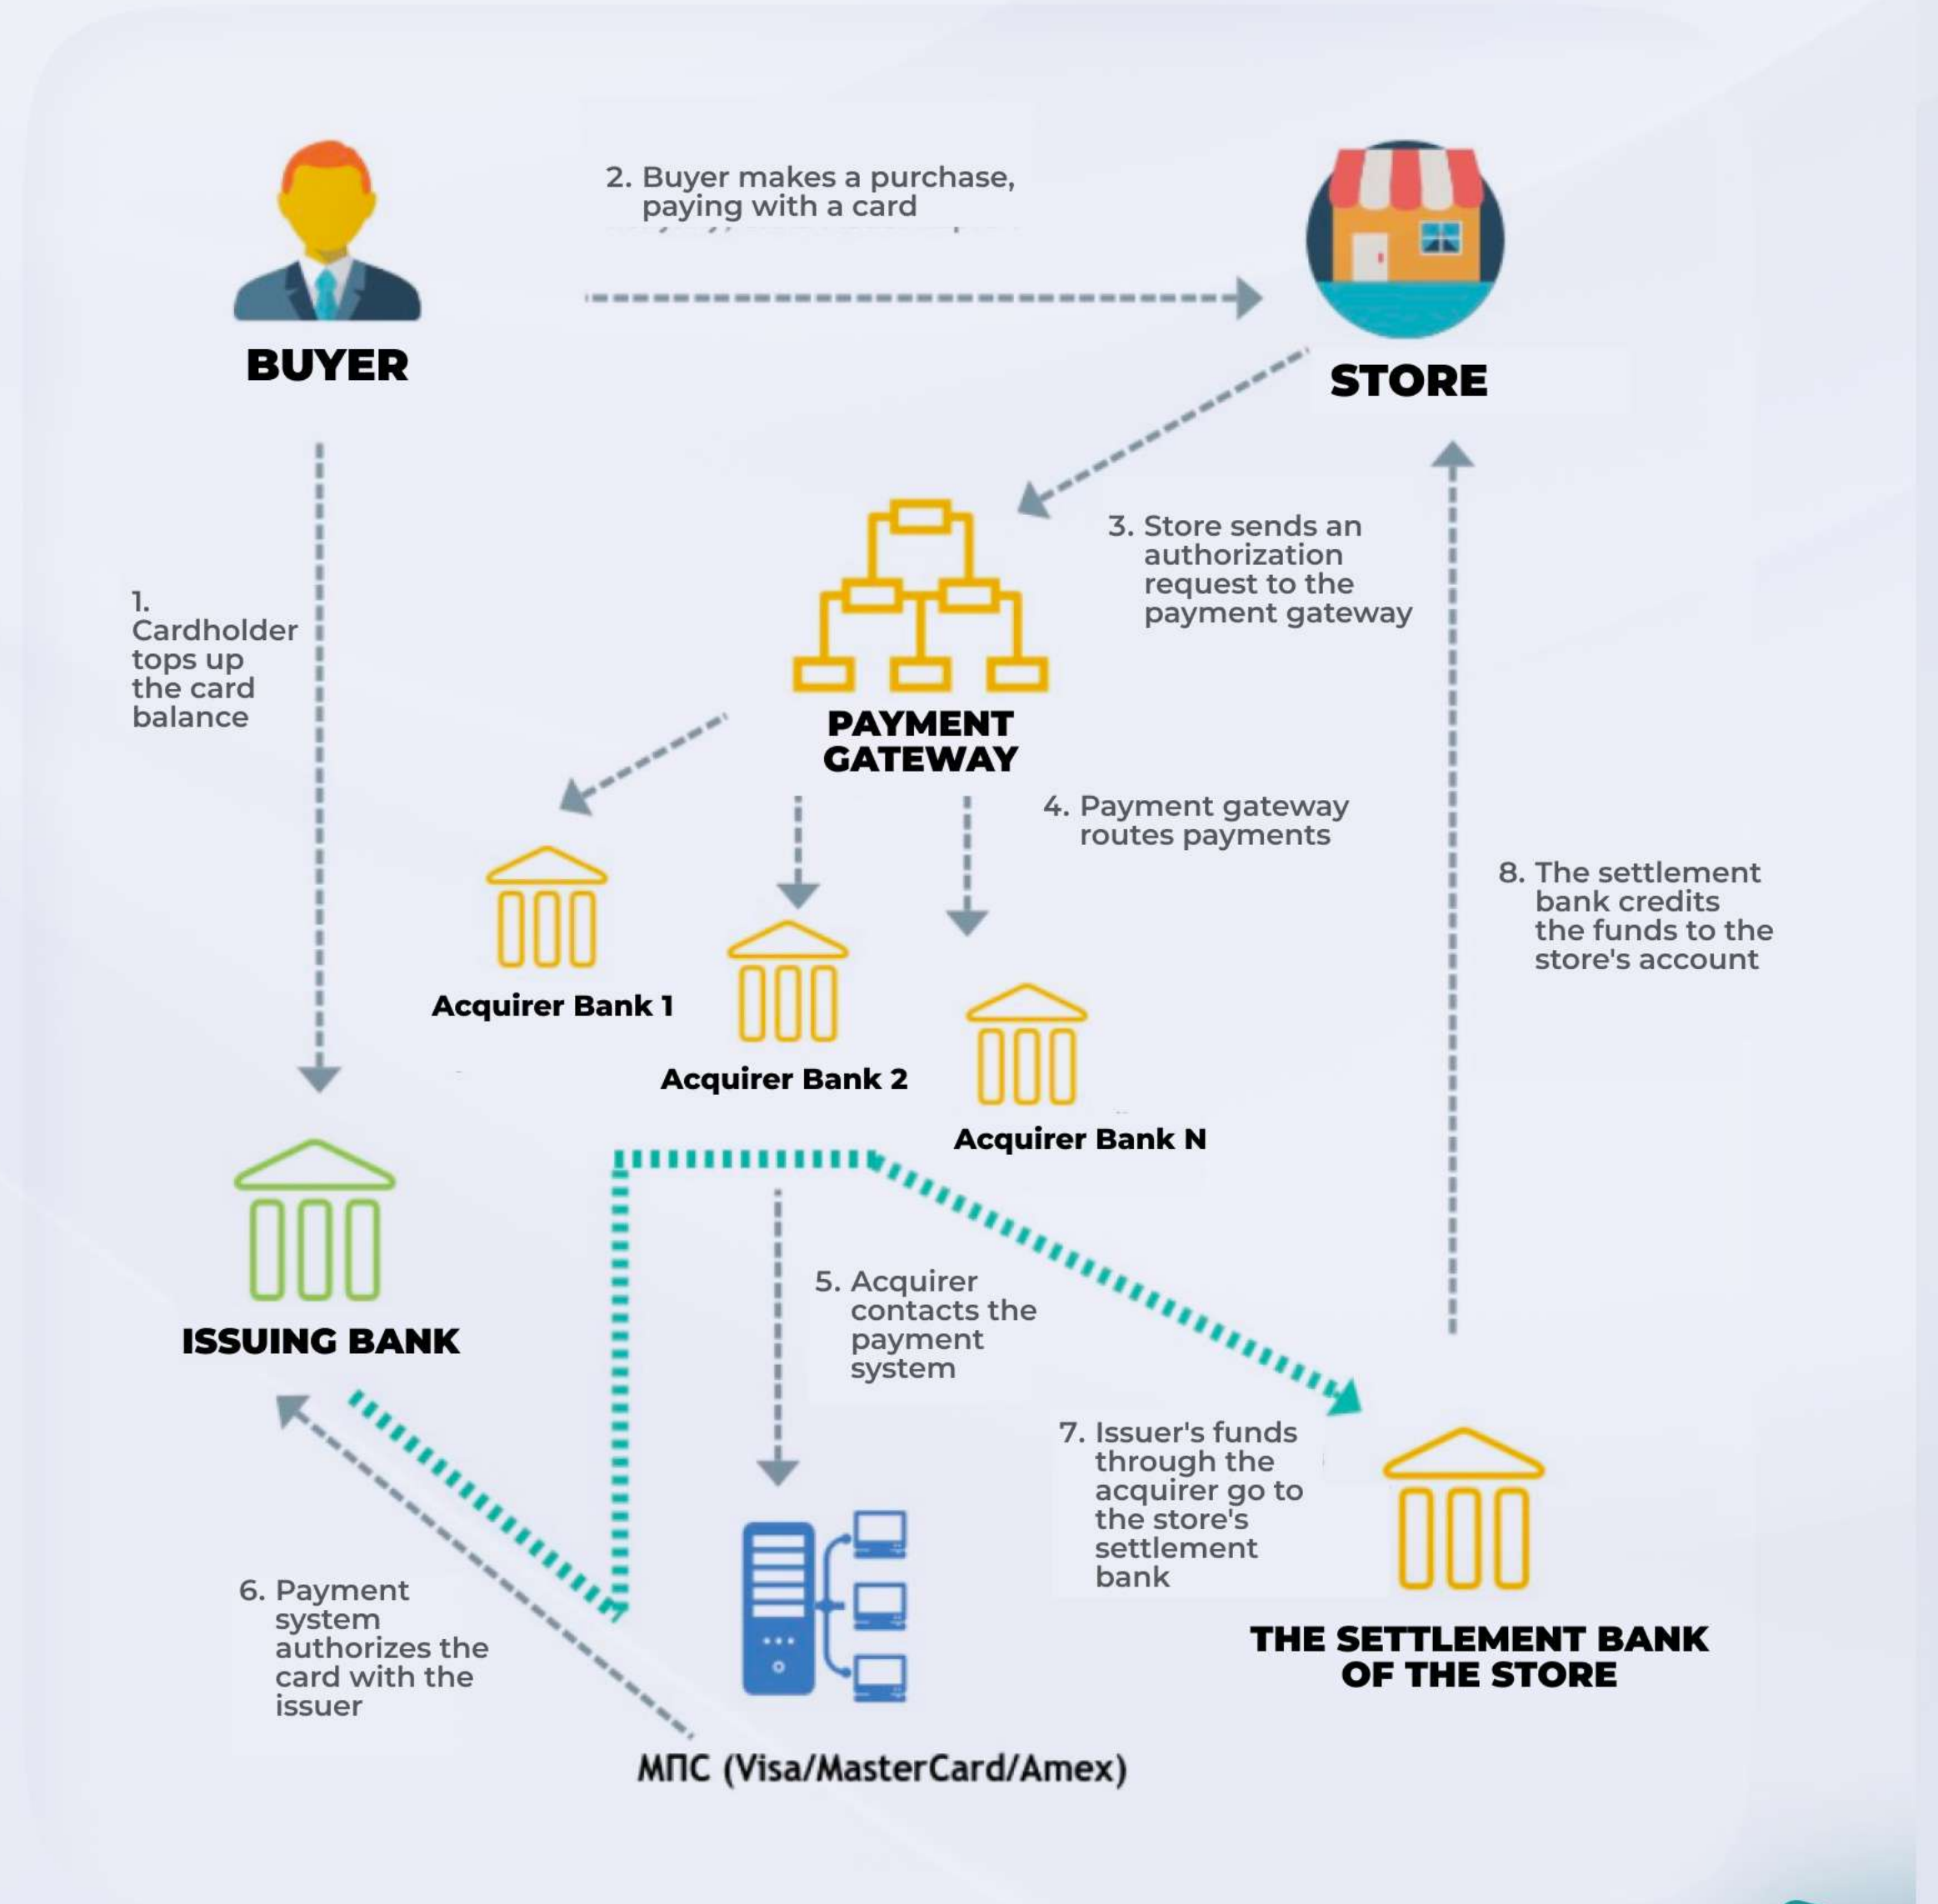 2. Buyer makes a purchase,
paying with a card
BUYER
STORE
3. Store sends an
authorization
request to the
payment gateway
1.
Cardholder
tops up
the card
balance
PAYMENT
GATEWAY
4. Payment gateway
routes payments
8. The settlement
bank credits
the funds to the
store's account
Acquirer Bank 1
Acquirer Bank 2
Acquirer Bank N
5. Acquirer
contacts the
payment
system
ISSUING BANK
7. Issuer's funds
through the
acquirer go to
the store's
settlement
bank
6. Payment
system
authorizes the
card with the
issuer
THE SETTLEMENT BANK
OF THE STORE
МПС (Visa/MasterCard/Amex)